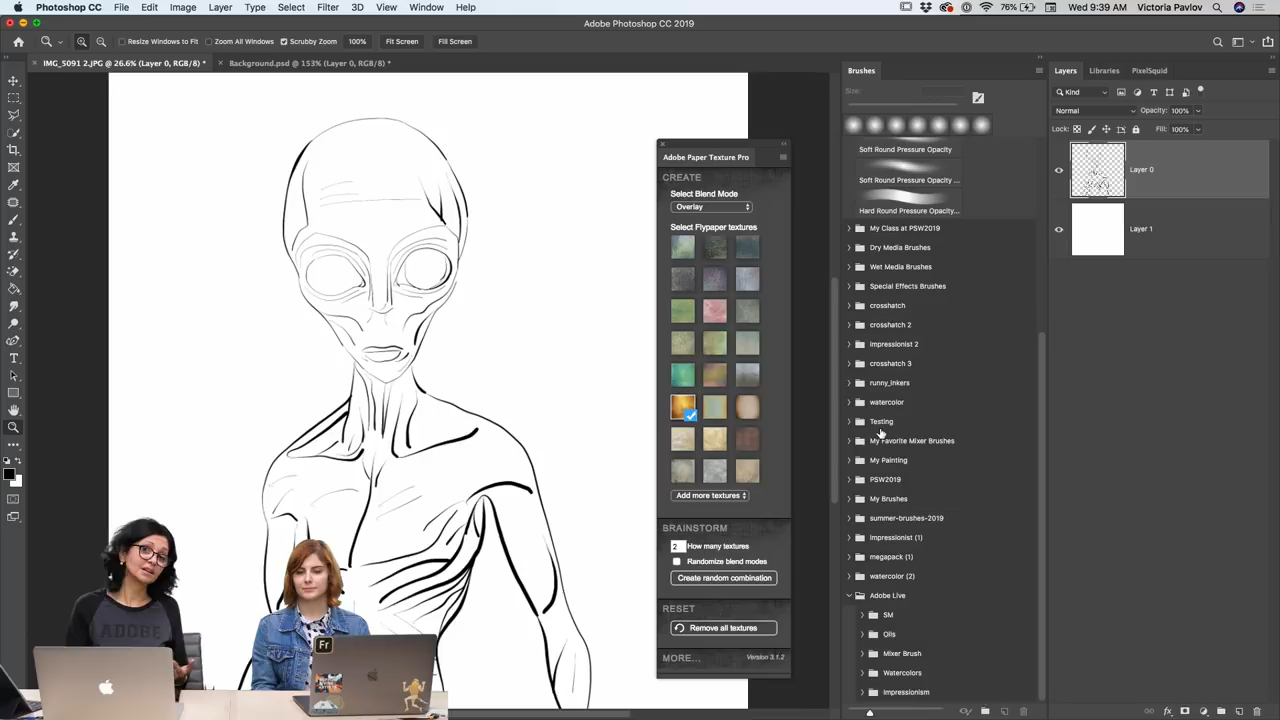 Photoshop CC File Edit Image Layer Type Select Filter 3D View Window Help 76% Wed 9:39 AM Victoria Pavlov
Adobe Photoshop CC 2019
Resize Windows to Fit Zoom All Windows Scrubby Zoom 100% Fit Screen Fill Screen
IMG_5091 2.JPG @ 26.6% (Layer 0, RGB/8) * Background.psd @ 153% (Layer 0, RGB/8) *
Brushes
Size:
Soft Round Pressure Opacity
Soft Round Pressure Opacity ...
Hard Round Pressure Opacity...
My Class at PSW2019
Dry Media Brushes
Wet Media Brushes
Special Effects Brushes
crosshatch
crosshatch 2
impressionist 2
crosshatch 3
runny_inkers
watercolor
Testing
My Favorite Mixer Brushes
My Painting
PSW2019
My Brushes
summer-brushes-2019
Impressionist (1)
megapack (1)
watercolor (2)
Adobe Live
SM
Oils
Mixer Brush
Watercolors
Impressionism
Layers Libraries PixelSquid
Kind
Normal Opacity: 100%
Lock: Fill: 100%
Layer 0
Layer 1
Adobe Paper Texture Pro
CREATE
Select Blend Mode
Overlay
Select Flypaper textures
Add more textures
BRAINSTORM
2 How many textures
Randomize blend modes
Create random combination
RESET
Remove all textures
MORE... Version 3.1.2
ADOBE
Fr